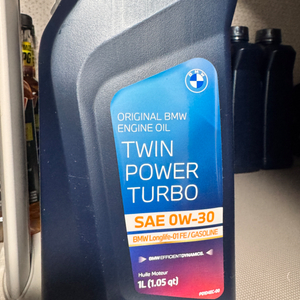 ORIGINAL BMW
ENGINE OIL
TWIN
POWER
TURBO
SAE 0W-30
BMW Longlife-01 FE / GASOLINE
BMWEFFICIENTDYNAMICS.
Huile Moteur
1L (1.05 qt)